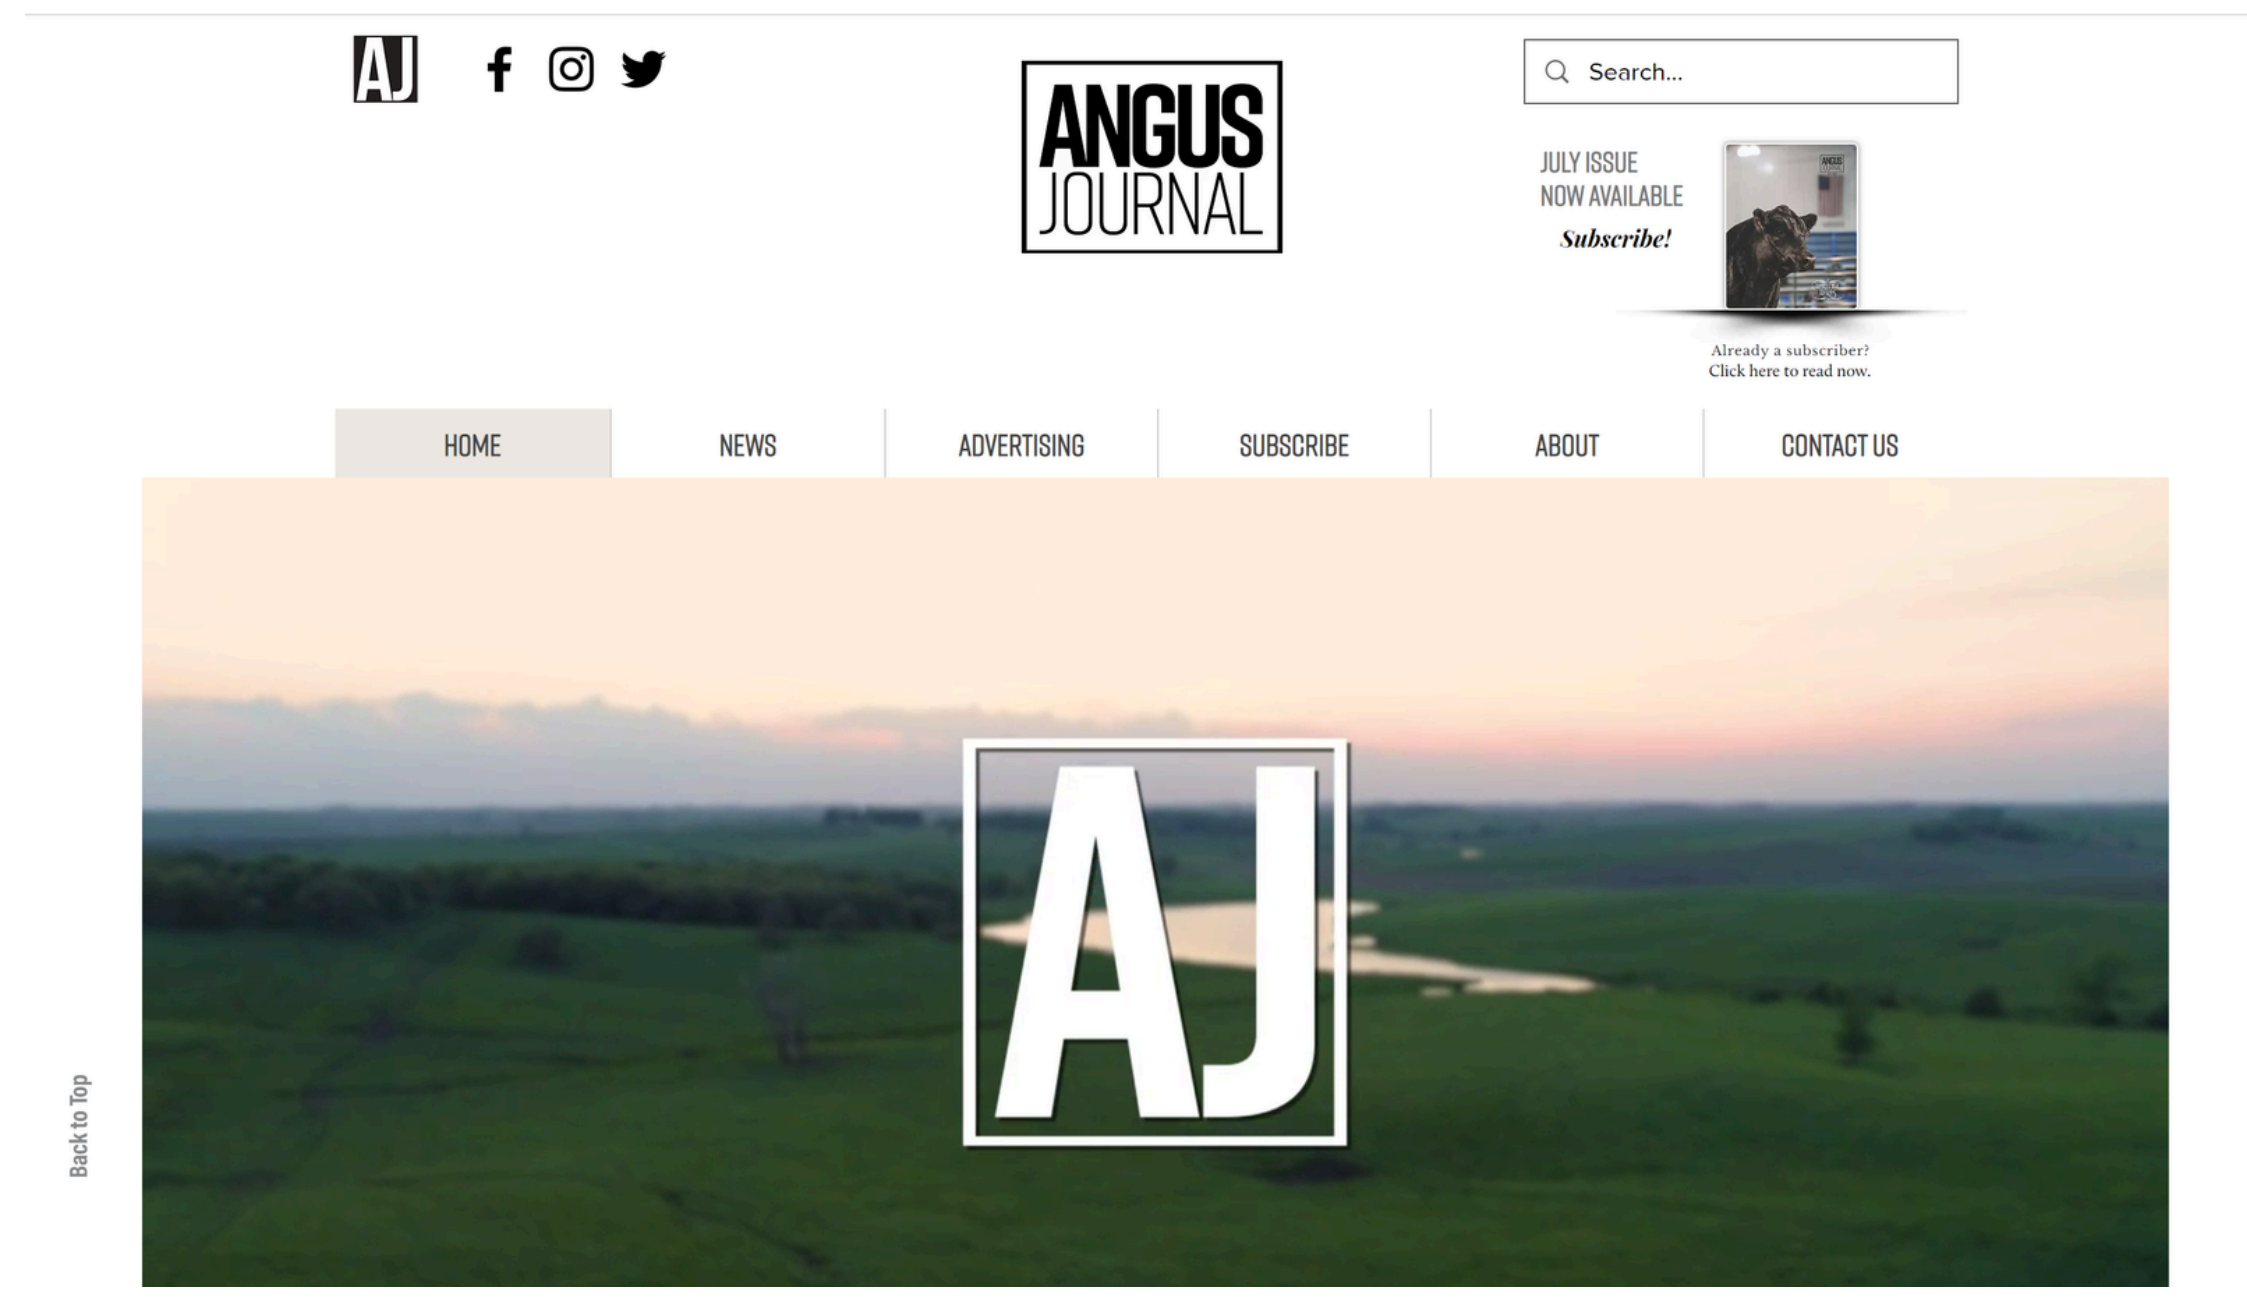 AJ
ANGUS
JOURNAL
Search...
JULY ISSUE
NOW AVAILABLE
Subscribe!
ANGUS
Already a subscriber?
Click here to read now.
HOME
NEWS
ADVERTISING
SUBSCRIBE
ABOUT
CONTACT US
AJ
Back to Top